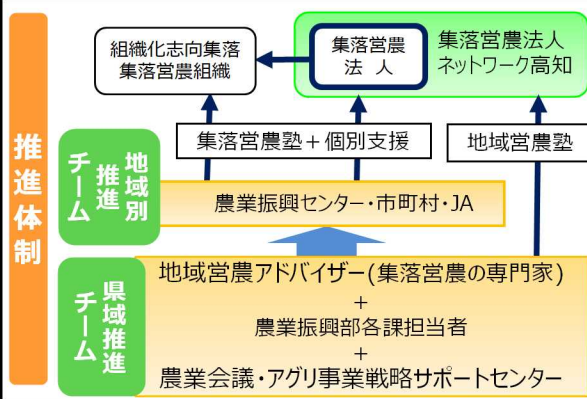 推進体制
組織化志向集落
集落営農組織
集落営農
法 人
集落営農法人
ネットワーク高知
集落営農塾+個別支援
地域営農塾
地域別
推進
チーム
農業振興センター・市町村・JA
県域推進
チーム
地域営農アドバイザー(集落営農の専門家)
+
農業振興部各課担当者
+
農業会議・アグリ事業戦略サポートセンター